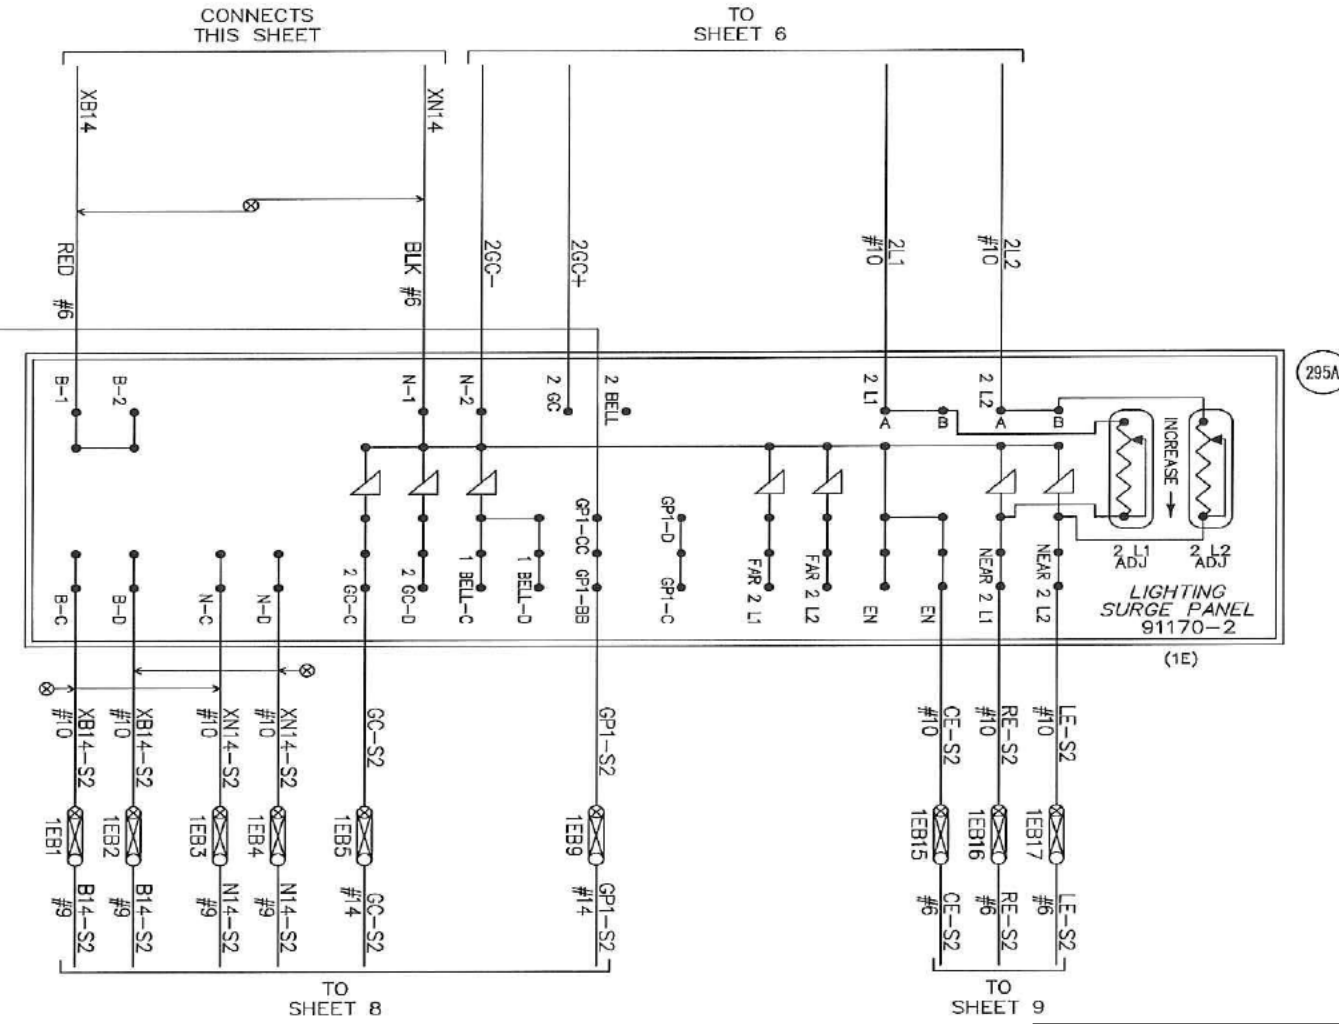 CONNECTS
THIS SHEET
TO
SHEET 6
XB14
XN14
RED #6
BLK #6
2GC-
2GC+
2L1
#10
2L2
#10
295A
B-1
B-2
N-1
N-2
2 GC
2 BELL
2 L1
A
B
2 L2
A
B
INCREASE
GP1-CC
GP1-D
B-C
B-D
N-C
N-D
2 GC-C
2 GC-D
1 BELL-C
1 BELL-D
GP1-BB
GP1-C
FAR 2 L1
FAR 2 L2
EN
EN
NEAR 2 L1
NEAR 2 L2
2 L1
ADJ
2 L2
ADJ
LIGHTING
SURGE PANEL
91170-2
(1E)
XB14-S2
#10
XB14-S2
#10
XN14-S2
#10
XN14-S2
#10
GC-S2
GP1-S2
CE-S2
#10
RE-S2
#10
LE-S2
#10
1EB1
1EB2
1EB3
1EB4
1EB5
1EB9
1EB15
1EB16
1EB17
B14-S2
#9
B14-S2
#9
N14-S2
#9
N14-S2
#9
GC-S2
#14
GP1-S2
#14
CE-S2
#6
RE-S2
#6
LE-S2
#6
TO
SHEET 8
TO
SHEET 9